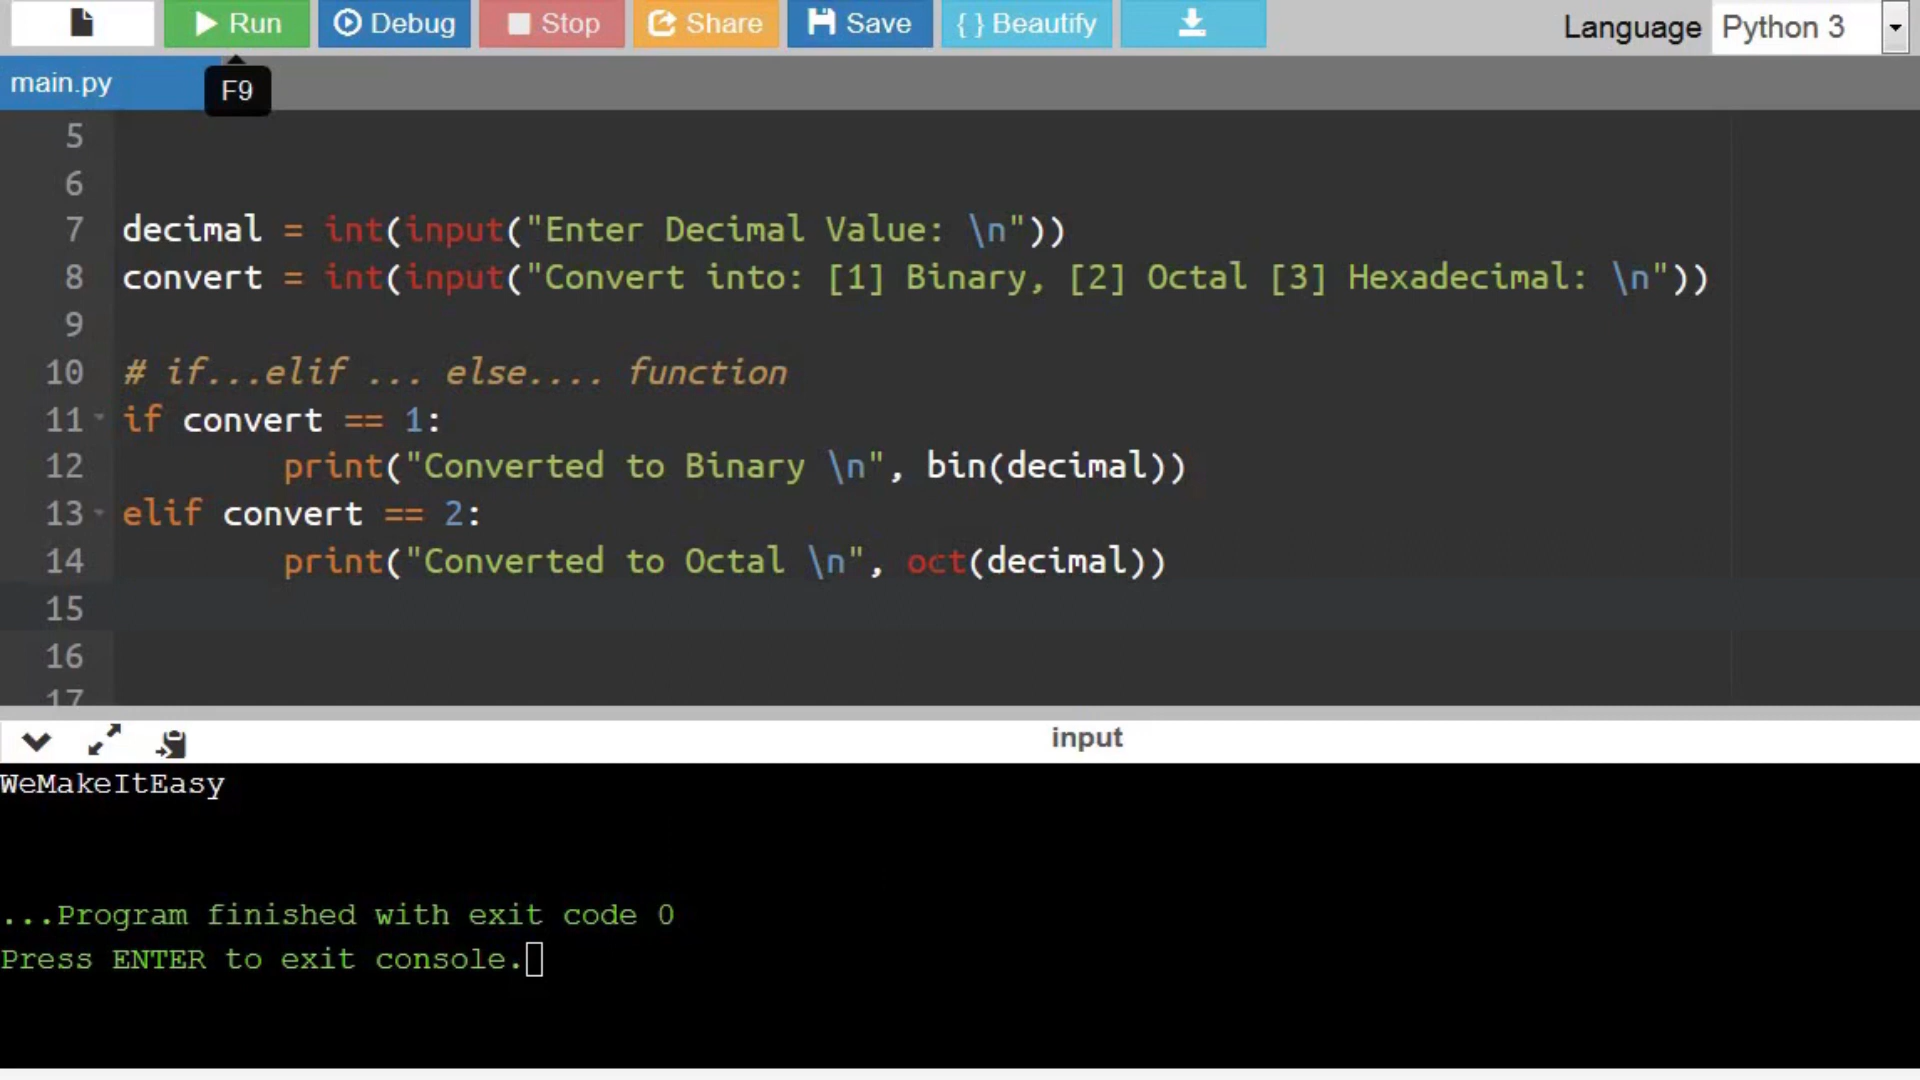 Run Debug Stop Share Save { } Beautify Language Python 3
main.py F9
5
6
7 decimal = int(input("Enter Decimal Value: \n"))
8 convert = int(input("Convert into: [1] Binary, [2] Octal [3] Hexadecimal: \n"))
9
10 # if...elif ... else.... function
11 if convert == 1:
12 print("Converted to Binary \n", bin(decimal))
13 elif convert == 2:
14 print("Converted to Octal \n", oct(decimal))
15
16
17
input
WeMakeItEasy
...Program finished with exit code 0
Press ENTER to exit console.